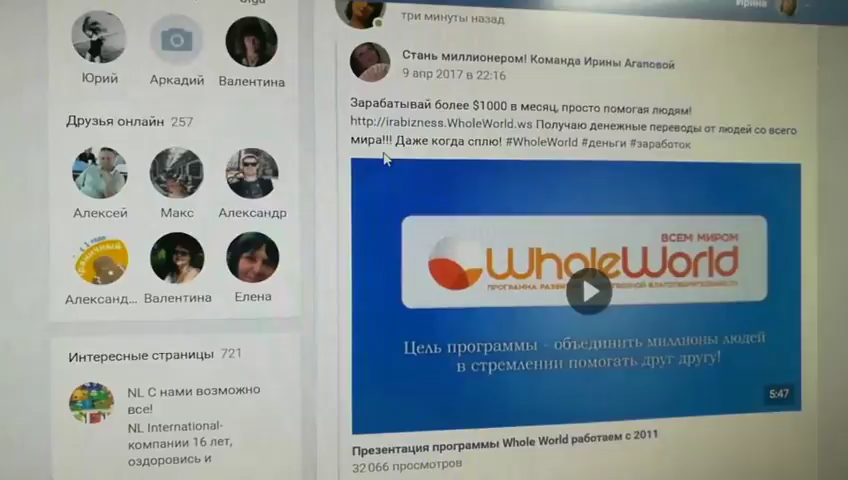 Ирина
три минуты назад
Юрий
Аркадий
Валентина
Друзья онлайн 257
Алексей
Макс
Александр
Александ...
Валентина
Елена
Интересные страницы 721
NL С нами возможно
все!
NL International-
компании 16 лет,
оздоровись и
Стань миллионером! Команда Ирины Агаповой
9 апр 2017 в 22:16
Зарабатывай более $1000 в месяц, просто помогая людям!
http://irabizness.WholeWorld.ws Получаю денежные переводы от людей со всего
мира!!! Даже когда сплю! #WholeWorld #деньги #заработок
ВСЕМ МИРОМ
WholeWorld
ПРОГРАММА
БЛАГОТВОРИТЕЛЬНОСТИ
Цель программы - объединить миллионы людей
в стремлении помогать друг другу!
5:47
Презентация программы Whole World работаем с 2011
32 066 просмотров